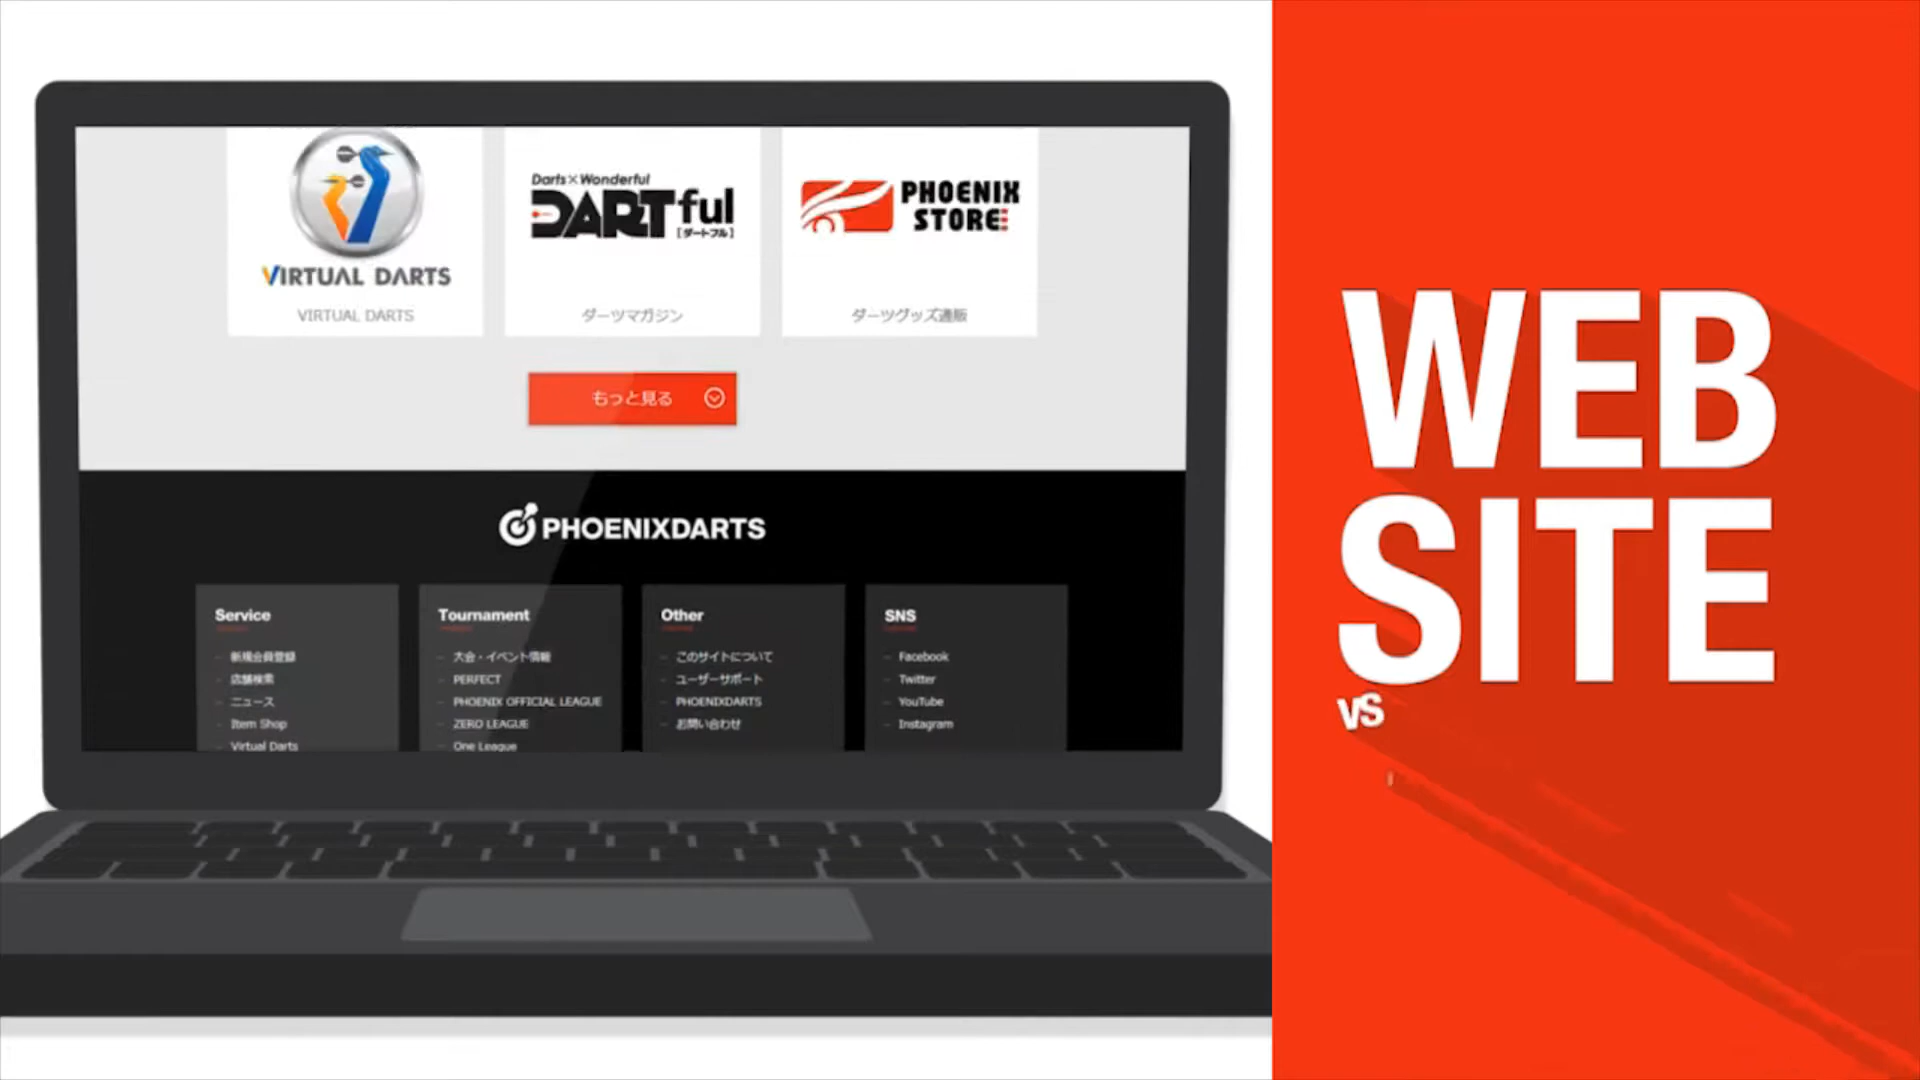 VIRTUAL DARTS
VIRTUAL DARTS
Darts×Wonderful
DARTful
[ダートフル]
ダーツマガジン
PHOENIX
STORE
ダーツグッズ通販
もっと見る
PHOENIXDARTS
Service
新規会員登録
店舗検索
ニュース
Item Shop
Virtual Darts
Tournament
大会・イベント情報
PERFECT
PHOENIX OFFICIAL LEAGUE
ZERO LEAGUE
One League
Other
このサイトについて
ユーザーサポート
PHOENIXDARTS
お問い合わせ
SNS
Facebook
Twitter
YouTube
Instagram
WEB
SITE
VS